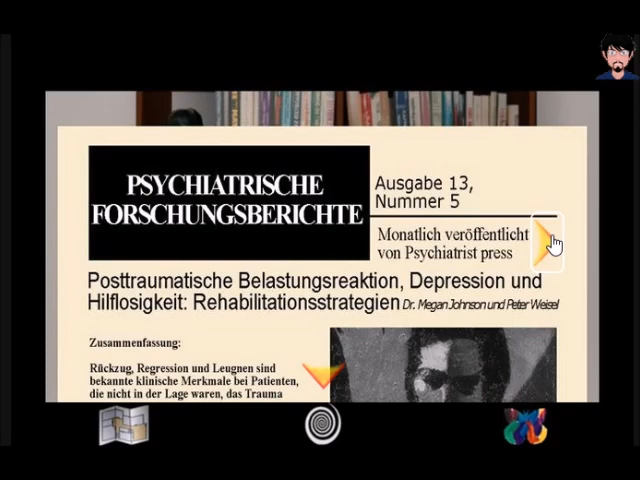 PSYCHIATRISCHE
FORSCHUNGSBERICHTE
Ausgabe 13,
Nummer 5
Monatlich veröffentlicht
von Psychiatrist press
Posttraumatische Belastungsreaktion, Depression und
Hilflosigkeit: Rehabilitationsstrategien Dr. Megan Johnson und Peter Weisel
Zusammenfassung:
Rückzug, Regression und Leugnen sind
bekannte klinische Merkmale bei Patienten,
die nicht in der Lage waren, das Trauma